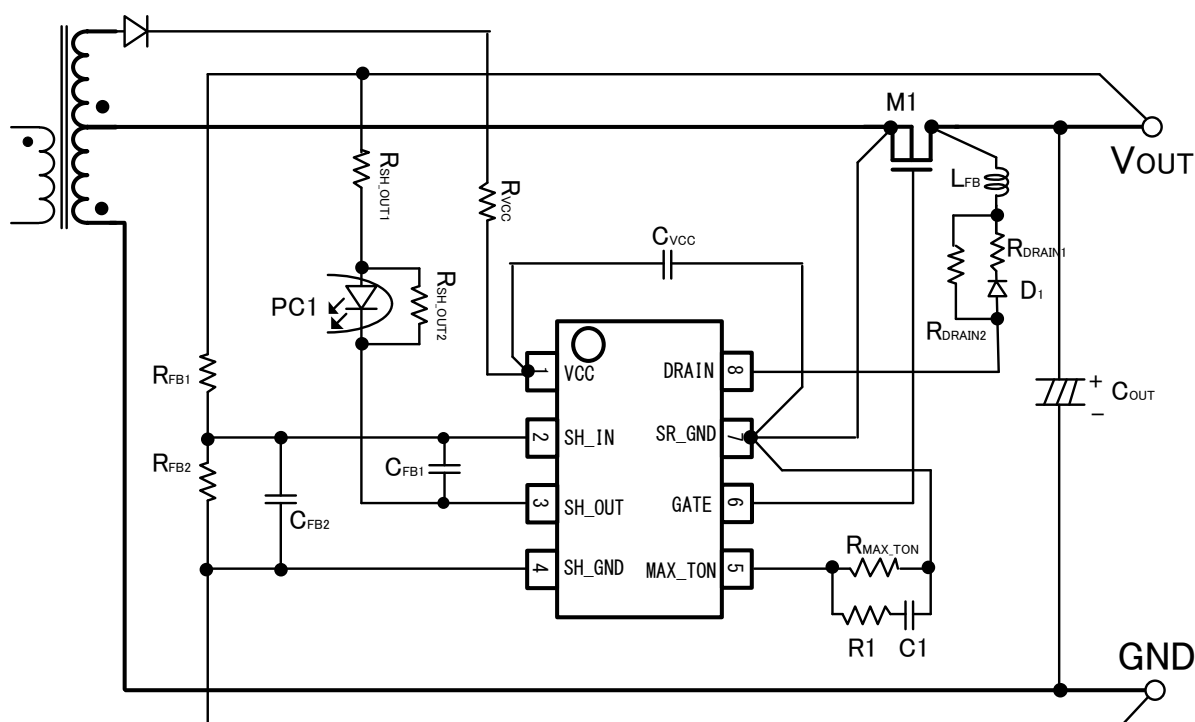 M1
VOUT
RSH_OUT1
RVCC
LFB
CVCC
RDRAIN1
PC1
RSH_OUT2
D1
RDRAIN2
RFB1
1 VCC
DRAIN 8
+
COUT
−
2 SH_IN
SR_GND 7
RFB2
CFB1
3 SH_OUT
GATE 6
CFB2
RMAX_TON
4 SH_GND
MAX_TON 5
R1 C1
GND